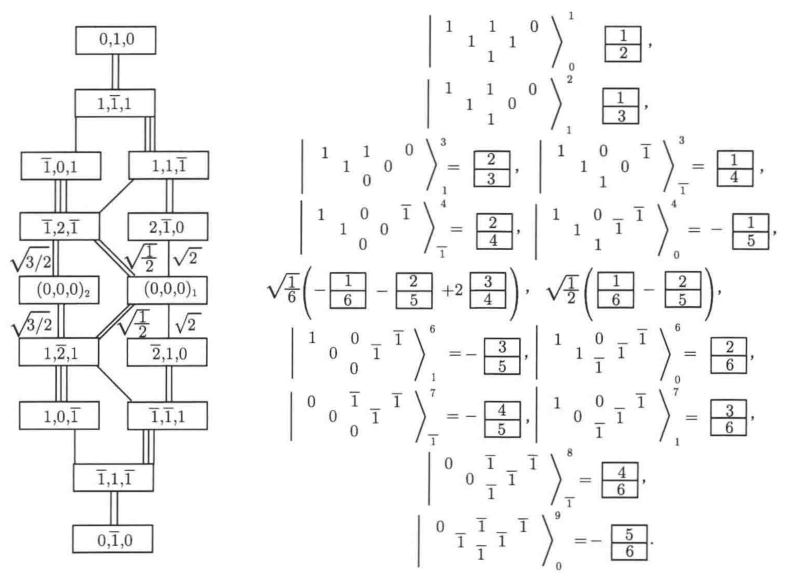 0,1,0
1,1̅,1
1̅,0,1 1,1,1̅
1̅,2,1̅ 2,1̅,0
√3/2 √1/2 √2
(0,0,0)₂ (0,0,0)₁
√3/2 √1/2 √2
1,2̅,1 2̅,1,0
1,0,1̅ 1̅,1̅,1
1̅,1,1̅
0,1̅,0
| 1 1 0 ⟩ 1
1 1 1/2 ,
1 0
| 1 1 0 ⟩ 2
1 0 1/3 ,
1 1
| 1 1 0 ⟩ 3 | 1 0 1̅ ⟩ 3
1 0 = 2/3 , 1 0 = 1/4 ,
0 1 1 1̅
| 1 0 1̅ ⟩ 4 | 1 0 1̅ ⟩ 4
1 0 = 2/4 , 1 1̅ = − 1/5 ,
0 1̅ 1 0
√1/6 (− 1/6 − 2/5 +2 3/4 ) , √1/2 ( 1/6 − 2/5 ) ,
| 1 0 1̅ ⟩ 6 | 1 0 1̅ ⟩ 6
0 1̅ =− 3/5 , 1 1̅ = 2/6 ,
0 1 1̅ 0
| 0 1̅ 1̅ ⟩ 7 | 1 0 1̅ ⟩ 7
0 1̅ =− 4/5 , 0 1̅ = 3/6 ,
0 1̅ 1̅ 1
| 0 1̅ 1̅ ⟩ 8
0 1̅ = 4/6 ,
1̅ 1̅
| 0 1̅ 1̅ ⟩ 9
1̅ 1̅ =− 5/6 .
1̅ 0